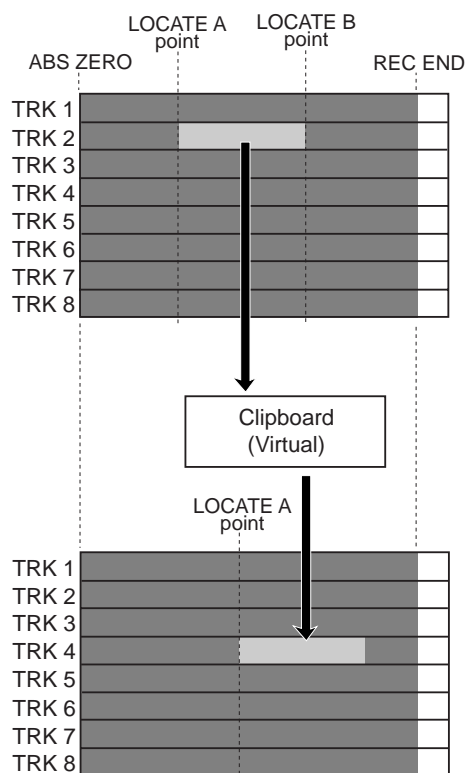 LOCATE A LOCATE B
point point
ABS ZERO REC END
TRK 1
TRK 2
TRK 3
TRK 4
TRK 5
TRK 6
TRK 7
TRK 8
Clipboard
(Virtual)
LOCATE A
point
TRK 1
TRK 2
TRK 3
TRK 4
TRK 5
TRK 6
TRK 7
TRK 8